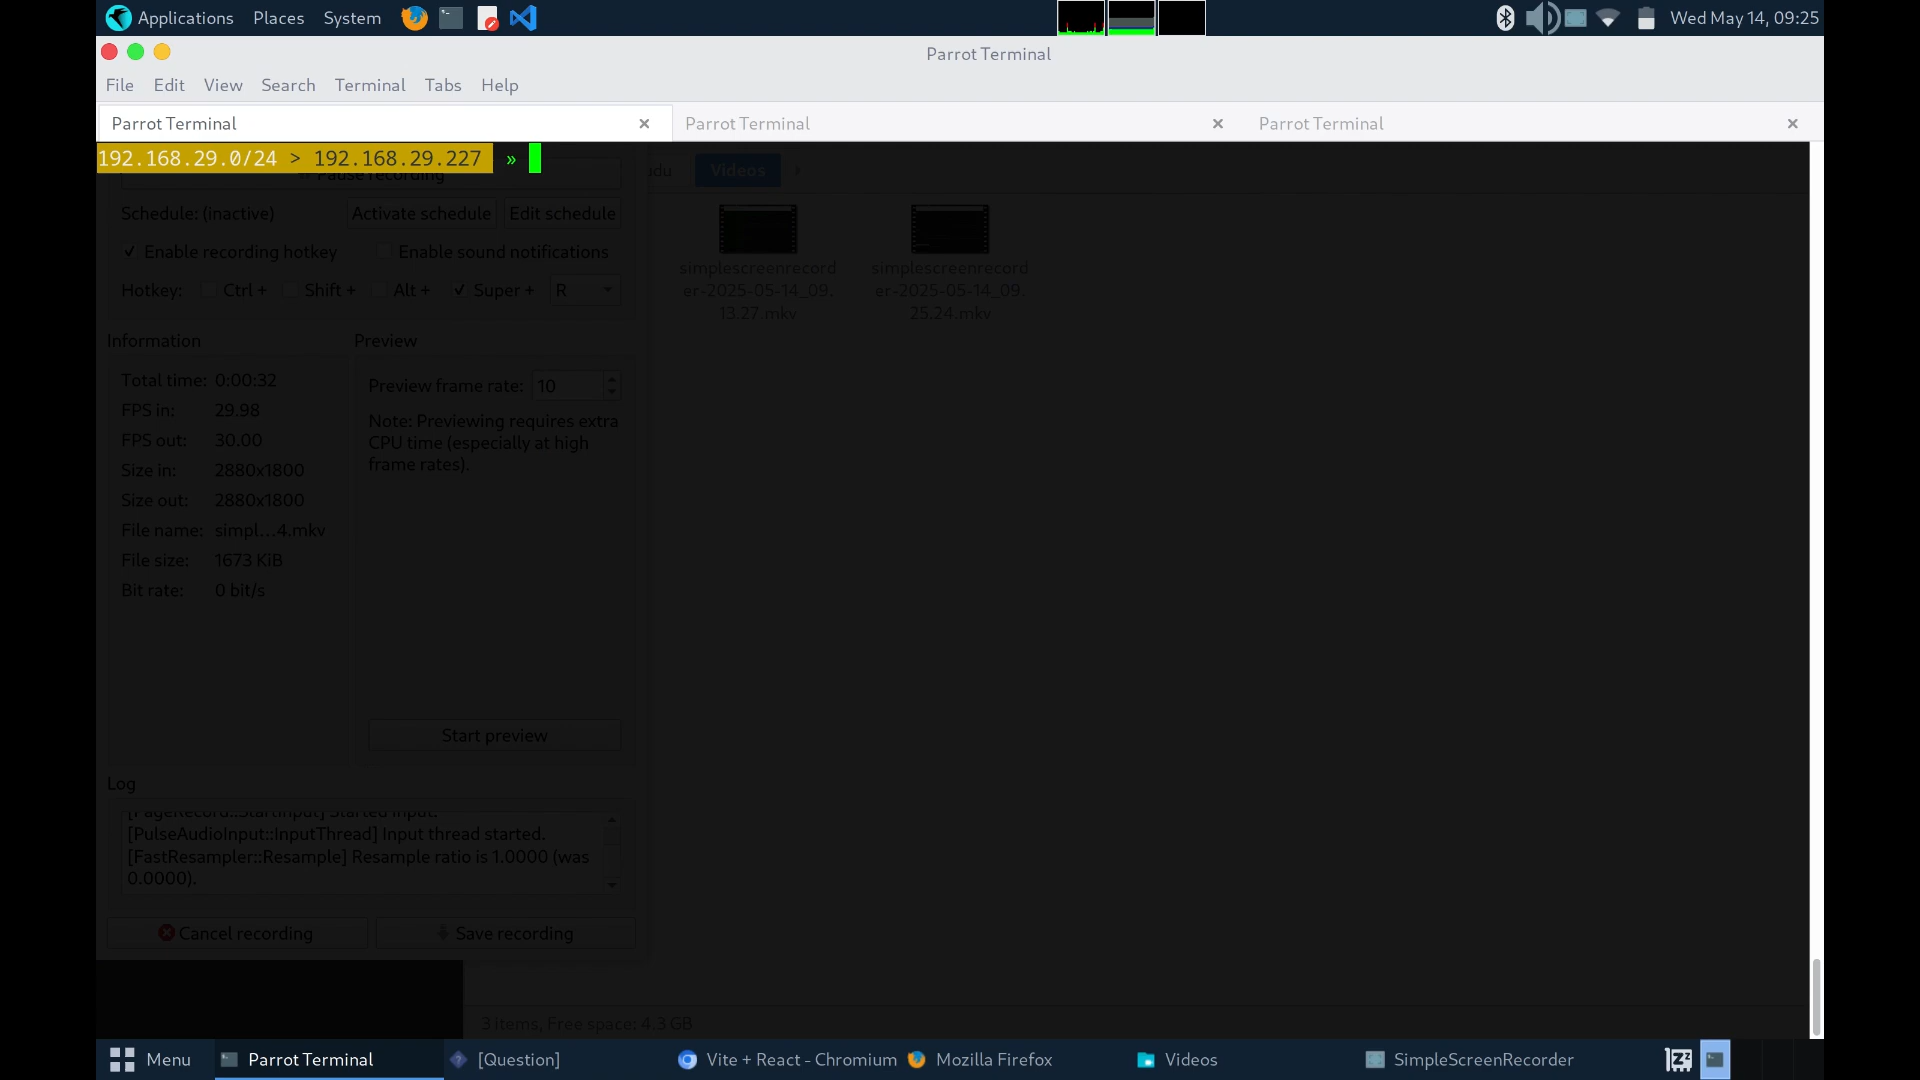 Applications Places System Wed May 14, 09:25
Parrot Terminal
File Edit View Search Terminal Tabs Help
Parrot Terminal × Parrot Terminal × Parrot Terminal ×
192.168.29.0/24 > 192.168.29.227 »
Pause recording
Videos
Schedule: (inactive) Activate schedule Edit schedule
Enable recording hotkey Enable sound notifications
Hotkey: Ctrl + Shift + Alt + Super + R
simplescreenrecord
er-2025-05-14_09.
13.27.mkv
simplescreenrecord
er-2025-05-14_09.
25.24.mkv
Information
Total time: 0:00:32
FPS in: 29.98
FPS out: 30.00
Size in: 2880x1800
Size out: 2880x1800
File name: simpl...4.mkv
File size: 1673 KiB
Bit rate: 0 bit/s
Preview
Preview frame rate: 10
Note: Previewing requires extra
CPU time (especially at high
frame rates).
Start preview
Log
[PageRecord::StartInput] Started input.
[PulseAudioInput::InputThread] Input thread started.
[FastResampler::Resample] Resample ratio is 1.0000 (was
0.0000).
Cancel recording Save recording
3 items, Free space: 4.3 GB
Menu Parrot Terminal [Question] Vite + React - Chromium Mozilla Firefox Videos SimpleScreenRecorder